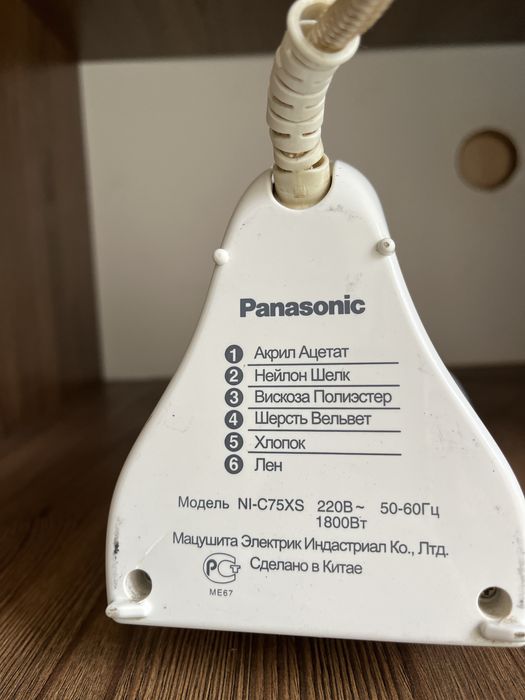 Panasonic
1 Акрил Ацетат
2 Нейлон Шелк
3 Вискоза Полиэстер
4 Шерсть Вельвет
5 Хлопок
6 Лен
Модель NI-C75XS 220В ~ 50-60Гц
1800Вт
Мацушита Электрик Индастриал Ко., Лтд.
РСТ Сделано в Китае
МЕ67